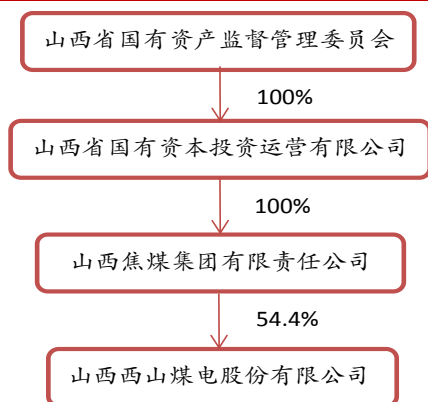 山西省国有资产监督管理委员会
100%
山西省国有资本投资运营有限公司
100%
山西焦煤集团有限责任公司
54.4%
山西西山煤电股份有限公司